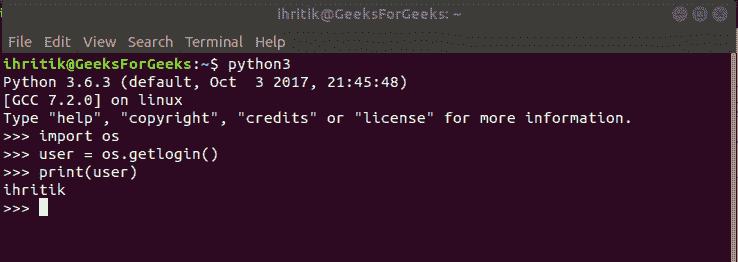 ihritik@GeeksForGeeks: ~
File Edit View Search Terminal Help
ihritik@GeeksForGeeks:~$ python3
Python 3.6.3 (default, Oct  3 2017, 21:45:48)
[GCC 7.2.0] on linux
Type "help", "copyright", "credits" or "license" for more information.
>>> import os
>>> user = os.getlogin()
>>> print(user)
ihritik
>>>